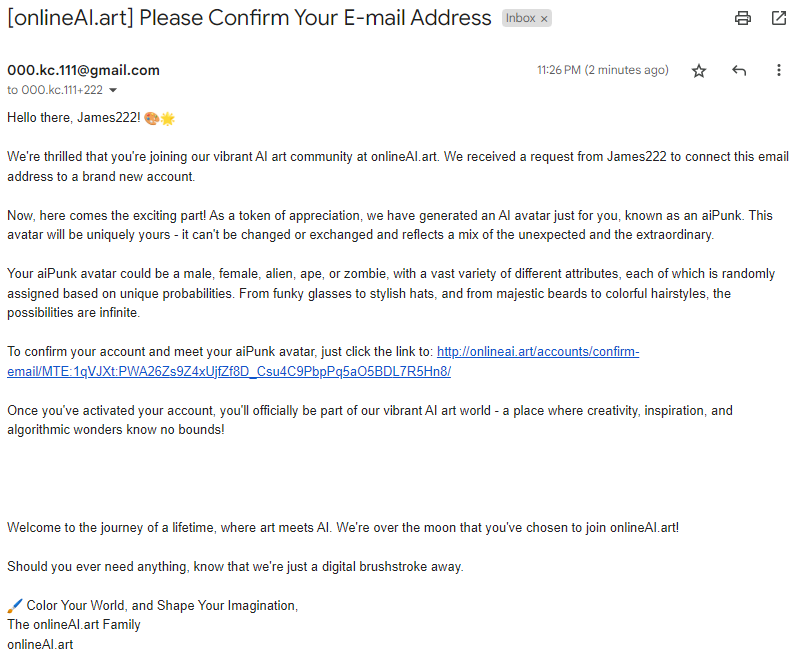 [onlineAI.art] Please Confirm Your E-mail Address Inbox ×
000.kc.111@gmail.com 11:26 PM (2 minutes ago)
to 000.kc.111+222
Hello there, James222! 🎨🌟
We're thrilled that you're joining our vibrant AI art community at onlineAI.art. We received a request from James222 to connect this email
address to a brand new account.
Now, here comes the exciting part! As a token of appreciation, we have generated an AI avatar just for you, known as an aiPunk. This
avatar will be uniquely yours - it can't be changed or exchanged and reflects a mix of the unexpected and the extraordinary.
Your aiPunk avatar could be a male, female, alien, ape, or zombie, with a vast variety of different attributes, each of which is randomly
assigned based on unique probabilities. From funky glasses to stylish hats, and from majestic beards to colorful hairstyles, the
possibilities are infinite.
To confirm your account and meet your aiPunk avatar, just click the link to: http://onlineai.art/accounts/confirm-
email/MTE:1qVJXt:PWA26Zs9Z4xUjfZf8D_Csu4C9PbpPq5aO5BDL7R5Hn8/
Once you've activated your account, you'll officially be part of our vibrant AI art world - a place where creativity, inspiration, and
algorithmic wonders know no bounds!
Welcome to the journey of a lifetime, where art meets AI. We're over the moon that you've chosen to join onlineAI.art!
Should you ever need anything, know that we're just a digital brushstroke away.
🖌️ Color Your World, and Shape Your Imagination,
The onlineAI.art Family
onlineAI.art